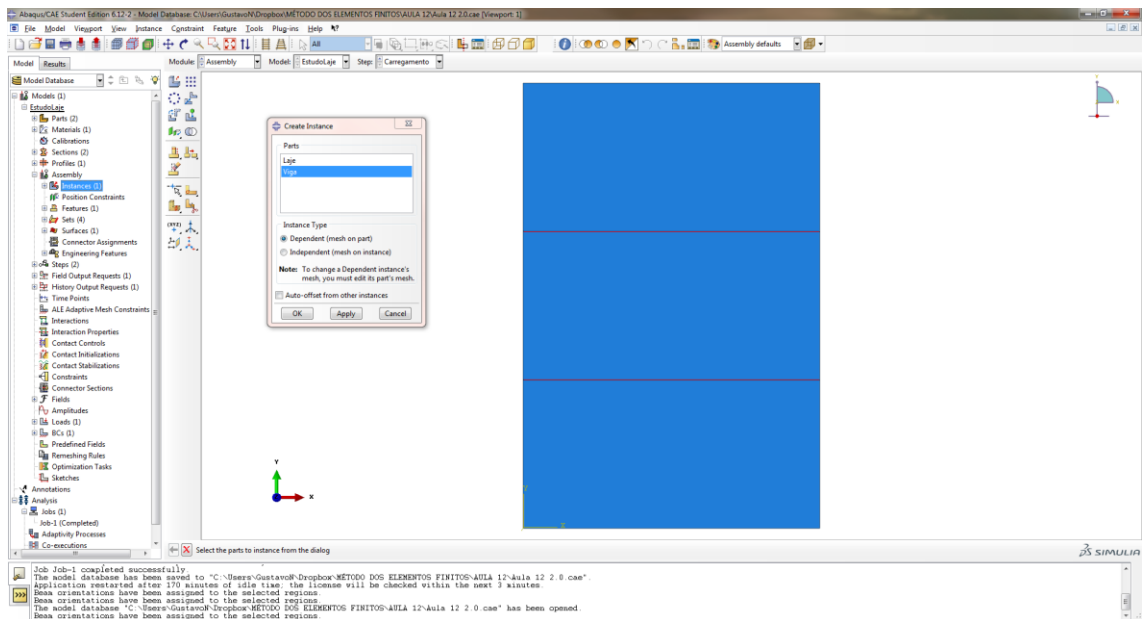 Abaqus/CAE Student Edition 6.12-2 - Model Database: C:\Users\GustavoN\Dropbox\MÉTODO DOS ELEMENTOS FINITOS\AULA 12\Aula 12 2.0.cae [Viewport: 1]
File Model Viewport View Instance Constraint Feature Tools Plug-ins Help
All
Assembly defaults
Model Results
Module: Assembly Model: EstudoLaje Step: Carregamento
Model Database
Models (1)
EstudoLaje
Parts (2)
Materials (1)
Calibrations
Sections (2)
Profiles (1)
Assembly
Instances (1)
Position Constraints
Features (1)
Sets (4)
Surfaces (1)
Connector Assignments
Engineering Features
Steps (2)
Field Output Requests (1)
History Output Requests (1)
Time Points
ALE Adaptive Mesh Constraints
Interactions
Interaction Properties
Contact Controls
Contact Initializations
Contact Stabilizations
Constraints
Connector Sections
Fields
Amplitudes
Loads (1)
BCs (1)
Predefined Fields
Remeshing Rules
Optimization Tasks
Sketches
Annotations
Analysis
Jobs (1)
Job-1 (Completed)
Adaptivity Processes
Co-executions
Create Instance
Parts
Laje
Viga
Instance Type
Dependent (mesh on part)
Independent (mesh on instance)
Note: To change a Dependent instance's
mesh, you must edit its part's mesh.
Auto-offset from other instances
OK Apply Cancel
Y
X
Y
X
Y
X
Select the parts to instance from the dialog
SIMULIA
Job Job-1 completed successfully.
The model database has been saved to "C:\Users\GustavoN\Dropbox\MÉTODO DOS ELEMENTOS FINITOS\AULA 12\Aula 12 2.0.cae".
Application restarted after 170 minutes of idle time; the license will be checked within the next 3 minutes.
Beam orientations have been assigned to the selected regions.
Beam orientations have been assigned to the selected regions.
The model database "C:\Users\GustavoN\Dropbox\MÉTODO DOS ELEMENTOS FINITOS\AULA 12\Aula 12 2.0.cae" has been opened.
Beam orientations have been assigned to the selected regions.